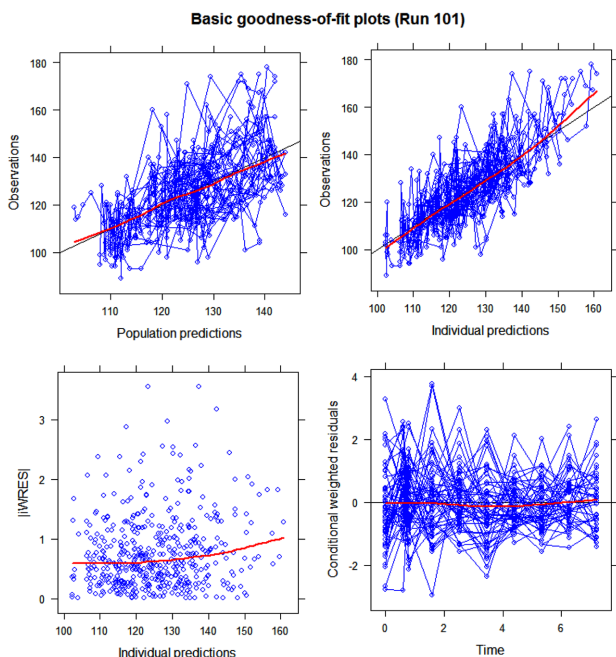 Basic goodness-of-fit plots (Run 101)
180
160
140
120
100
Observations
110 120 130 140
Population predictions
180
160
140
120
100
Observations
100 110 120 130 140 150 160
Individual predictions
3
2
1
0
|iWRES|
100 110 120 130 140 150 160
Individual predictions
4
2
0
-2
Conditional weighted residuals
0 2 4 6
Time